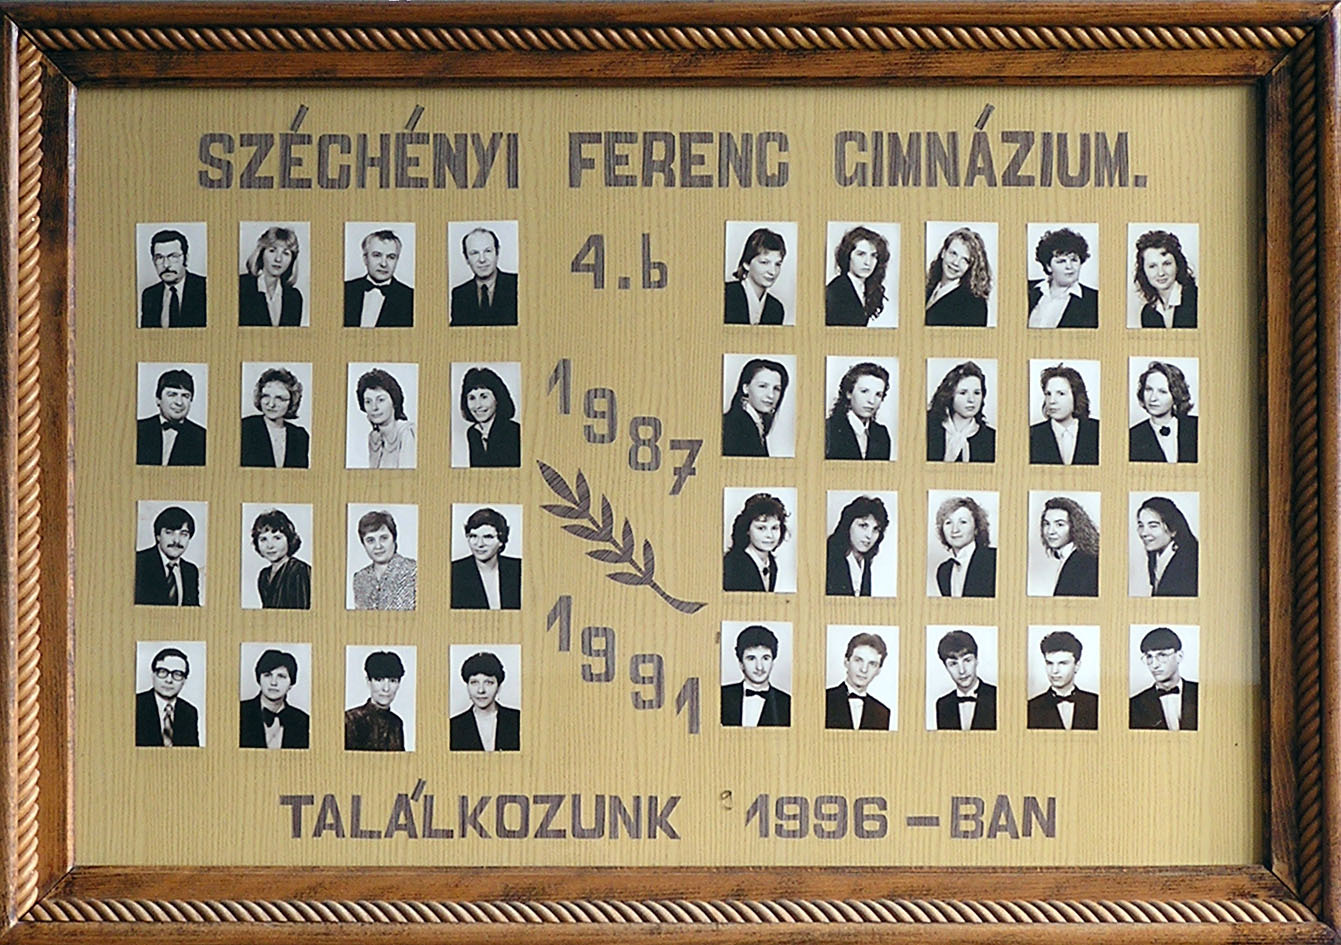 SZÉCHÉNYI FERENC GIMNÁZIUM.
4.b
1987
1991
TALÁLKOZUNK 1996 - BAN